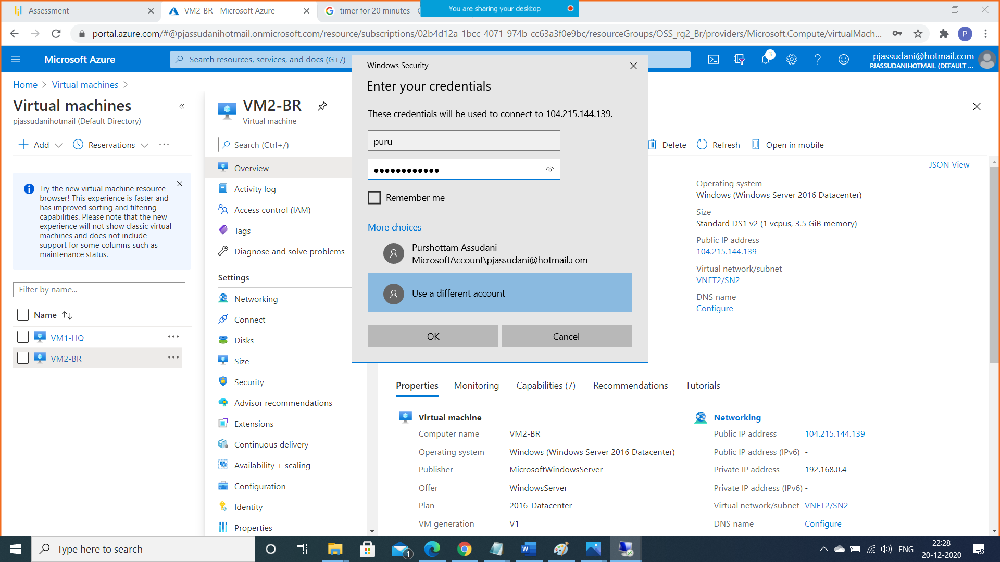 Assessment
VM2-BR - Microsoft Azure
timer for 20 minutes -
You are sharing your desktop
portal.azure.com/#@pjassudanihotmail.onmicrosoft.com/resource/subscriptions/02b4d12a-1bcc-4071-974b-cc63a3f0e9bc/resourceGroups/OSS_rg2_Br/providers/Microsoft.Compute/virtualMach...
P
Microsoft Azure
Search resources, services, and docs (G+/)
3
pjassudani@hotmail.com
PJASSUDANIHOTMAIL (DEFAULT ...
Home > Virtual machines >
Virtual machines
pjassudanihotmail (Default Directory)
Add
Reservations
Try the new virtual machine resource
browser! This experience is faster and
has improved sorting and filtering
capabilities. Please note that the new
experience will not show classic virtual
machines and does not include
support for some columns such as
maintenance status.
Filter by name...
Name
VM1-HQ
VM2-BR
VM2-BR
Virtual machine
Search (Ctrl+/)
Overview
Activity log
Access control (IAM)
Tags
Diagnose and solve problems
Settings
Networking
Connect
Disks
Size
Security
Advisor recommendations
Extensions
Continuous delivery
Availability + scaling
Configuration
Identity
Properties
Windows Security
Enter your credentials
These credentials will be used to connect to 104.215.144.139.
puru
Remember me
More choices
Purshottam Assudani
MicrosoftAccount\pjassudani@hotmail.com
Use a different account
OK
Cancel
Delete
Refresh
Open in mobile
JSON View
Operating system
Windows (Windows Server 2016 Datacenter)
Size
Standard DS1 v2 (1 vcpus, 3.5 GiB memory)
Public IP address
104.215.144.139
Virtual network/subnet
VNET2/SN2
DNS name
Configure
Properties
Monitoring
Capabilities (7)
Recommendations
Tutorials
Virtual machine
Computer name VM2-BR
Operating system Windows (Windows Server 2016 Datacenter)
Publisher MicrosoftWindowsServer
Offer WindowsServer
Plan 2016-Datacenter
VM generation V1
Networking
Public IP address 104.215.144.139
Public IP address (IPv6) -
Private IP address 192.168.0.4
Private IP address (IPv6) -
Virtual network/subnet VNET2/SN2
DNS name Configure
Type here to search
1
ENG
22:28
20-12-2020